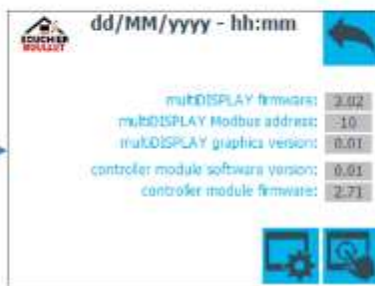 dd/MM/yyyy - hh:mm
multiDISPLAY firmware: 2.02
multiDISPLAY Modbus address: -10
multiDISPLAY graphics version: 0.01
controller module software version: 0.01
controller module firmware: 2.71